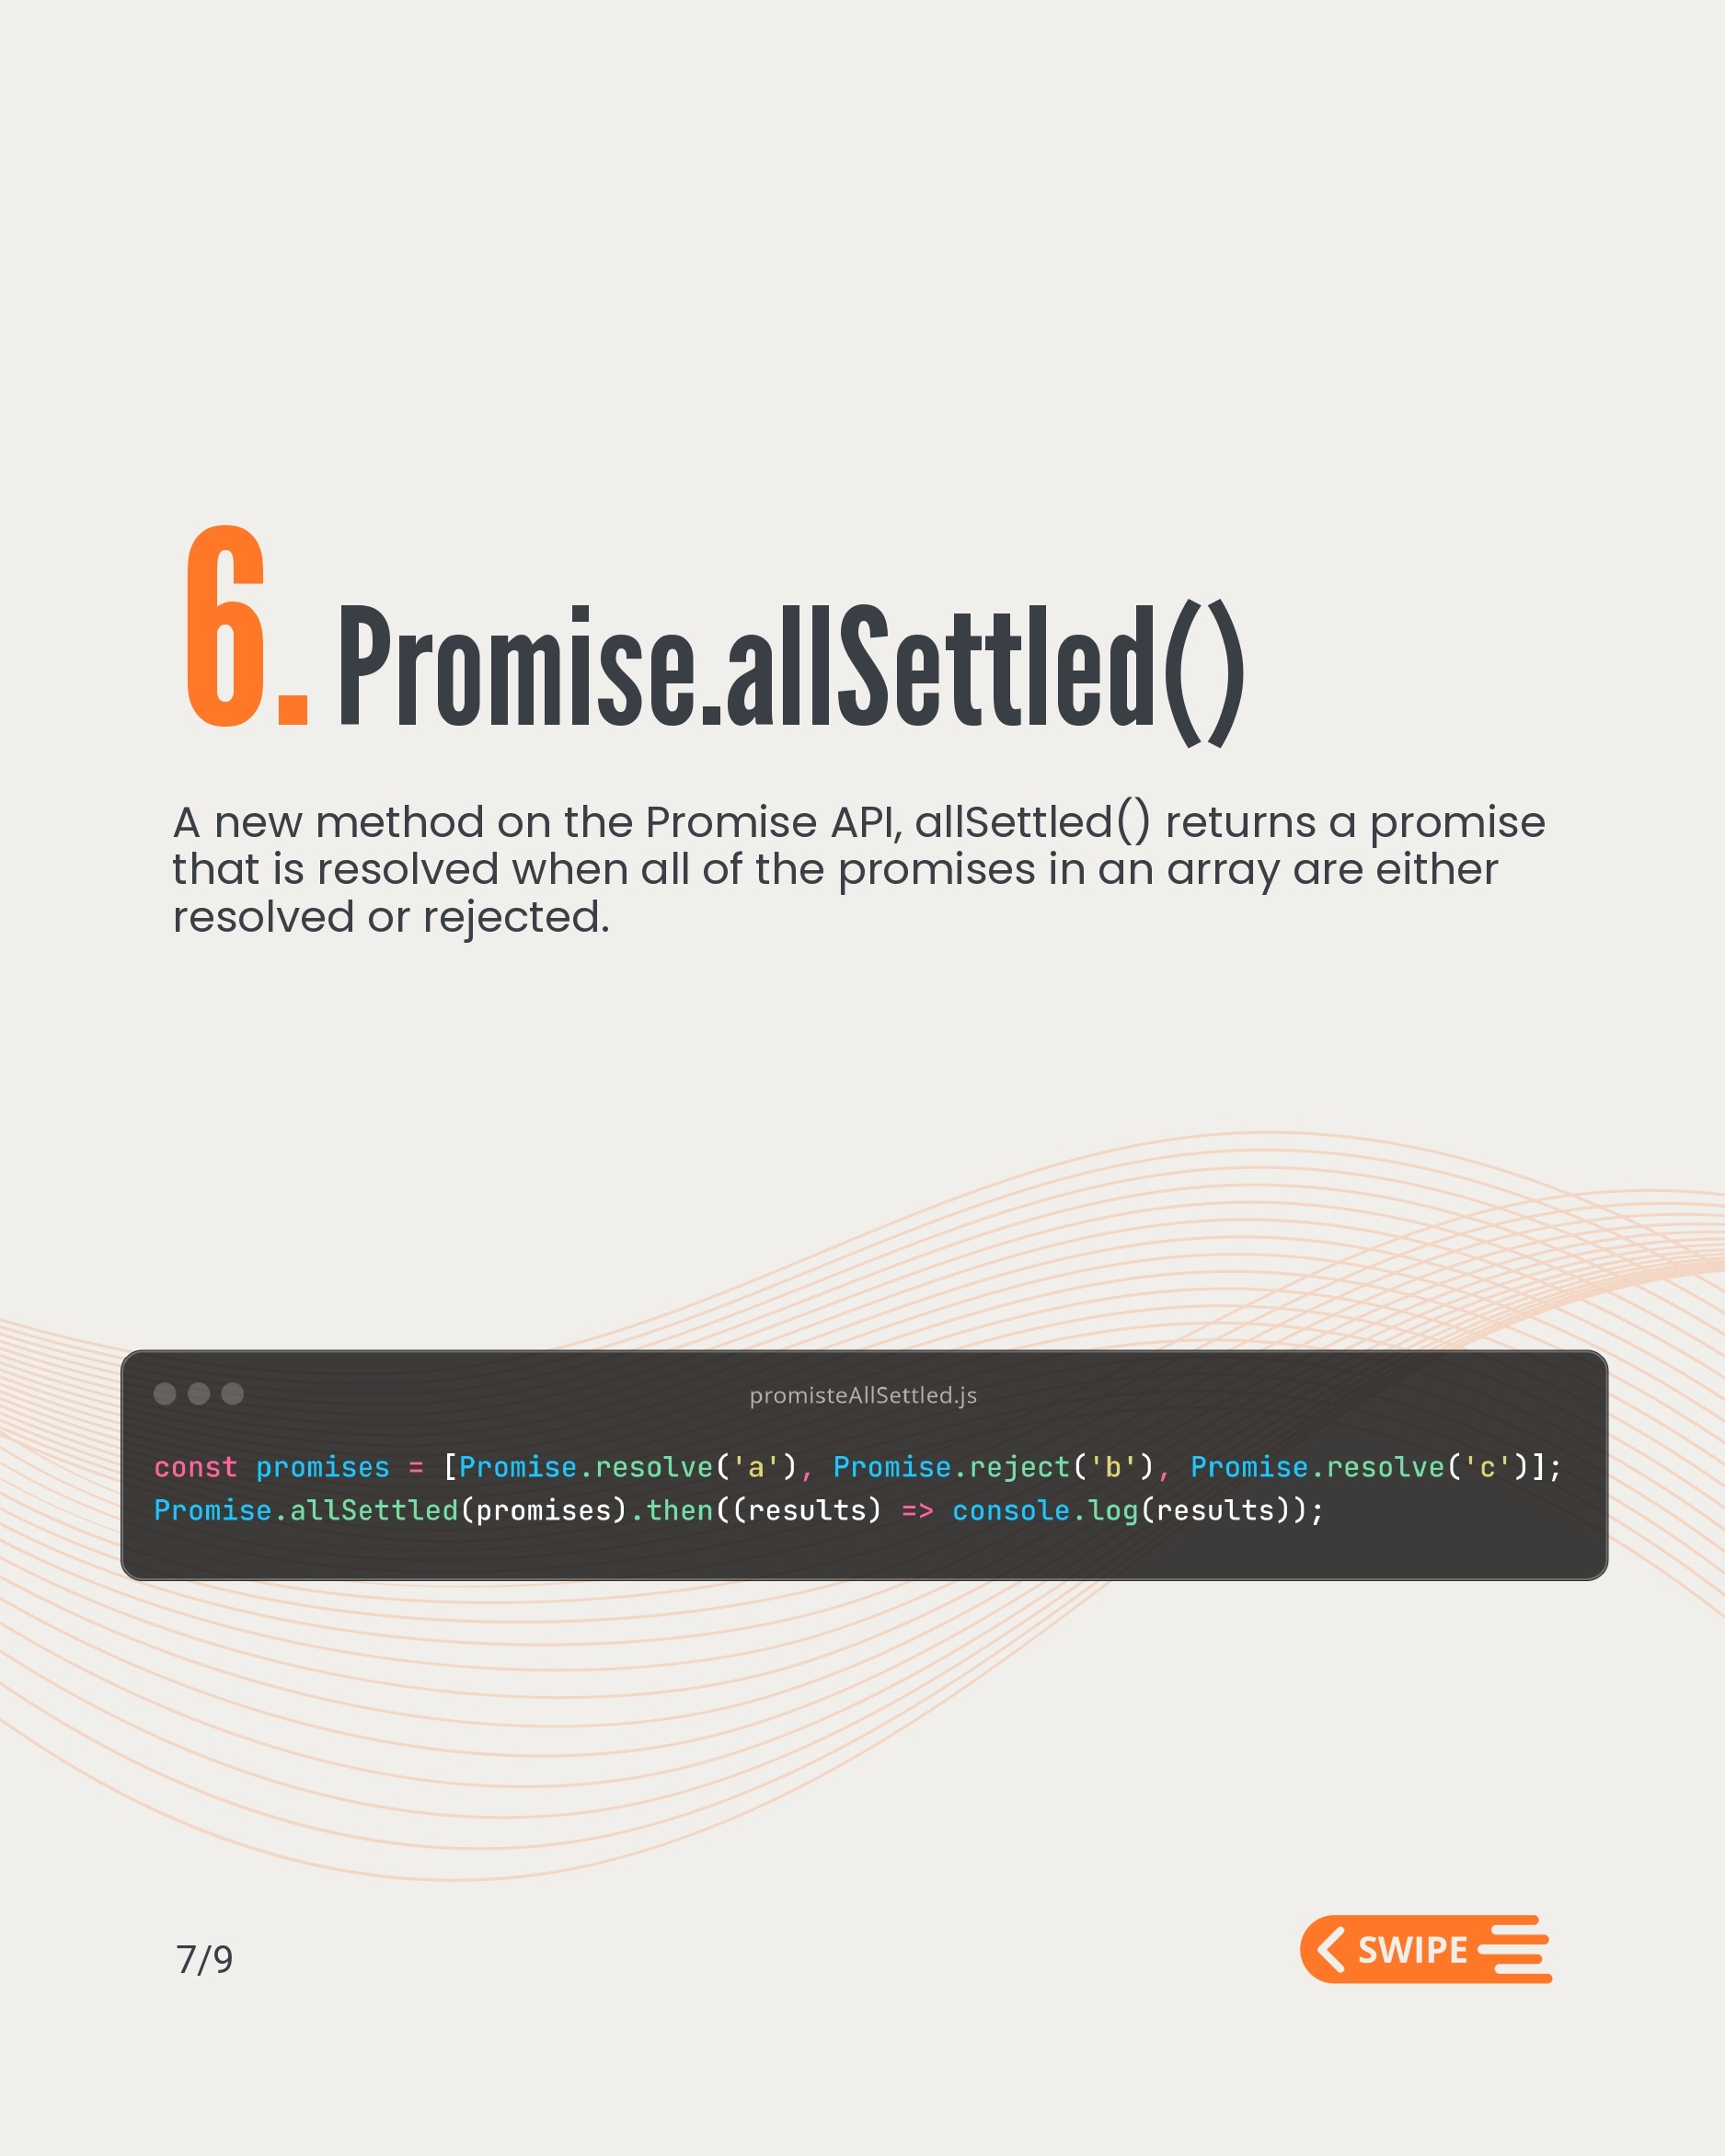 6. Promise.allSettled()
A new method on the Promise API, allSettled() returns a promise
that is resolved when all of the promises in an array are either
resolved or rejected.
promisteAllSettled.js
const promises = [Promise.resolve('a'), Promise.reject('b'), Promise.resolve('c')];
Promise.allSettled(promises).then((results) => console.log(results));
7/9
SWIPE